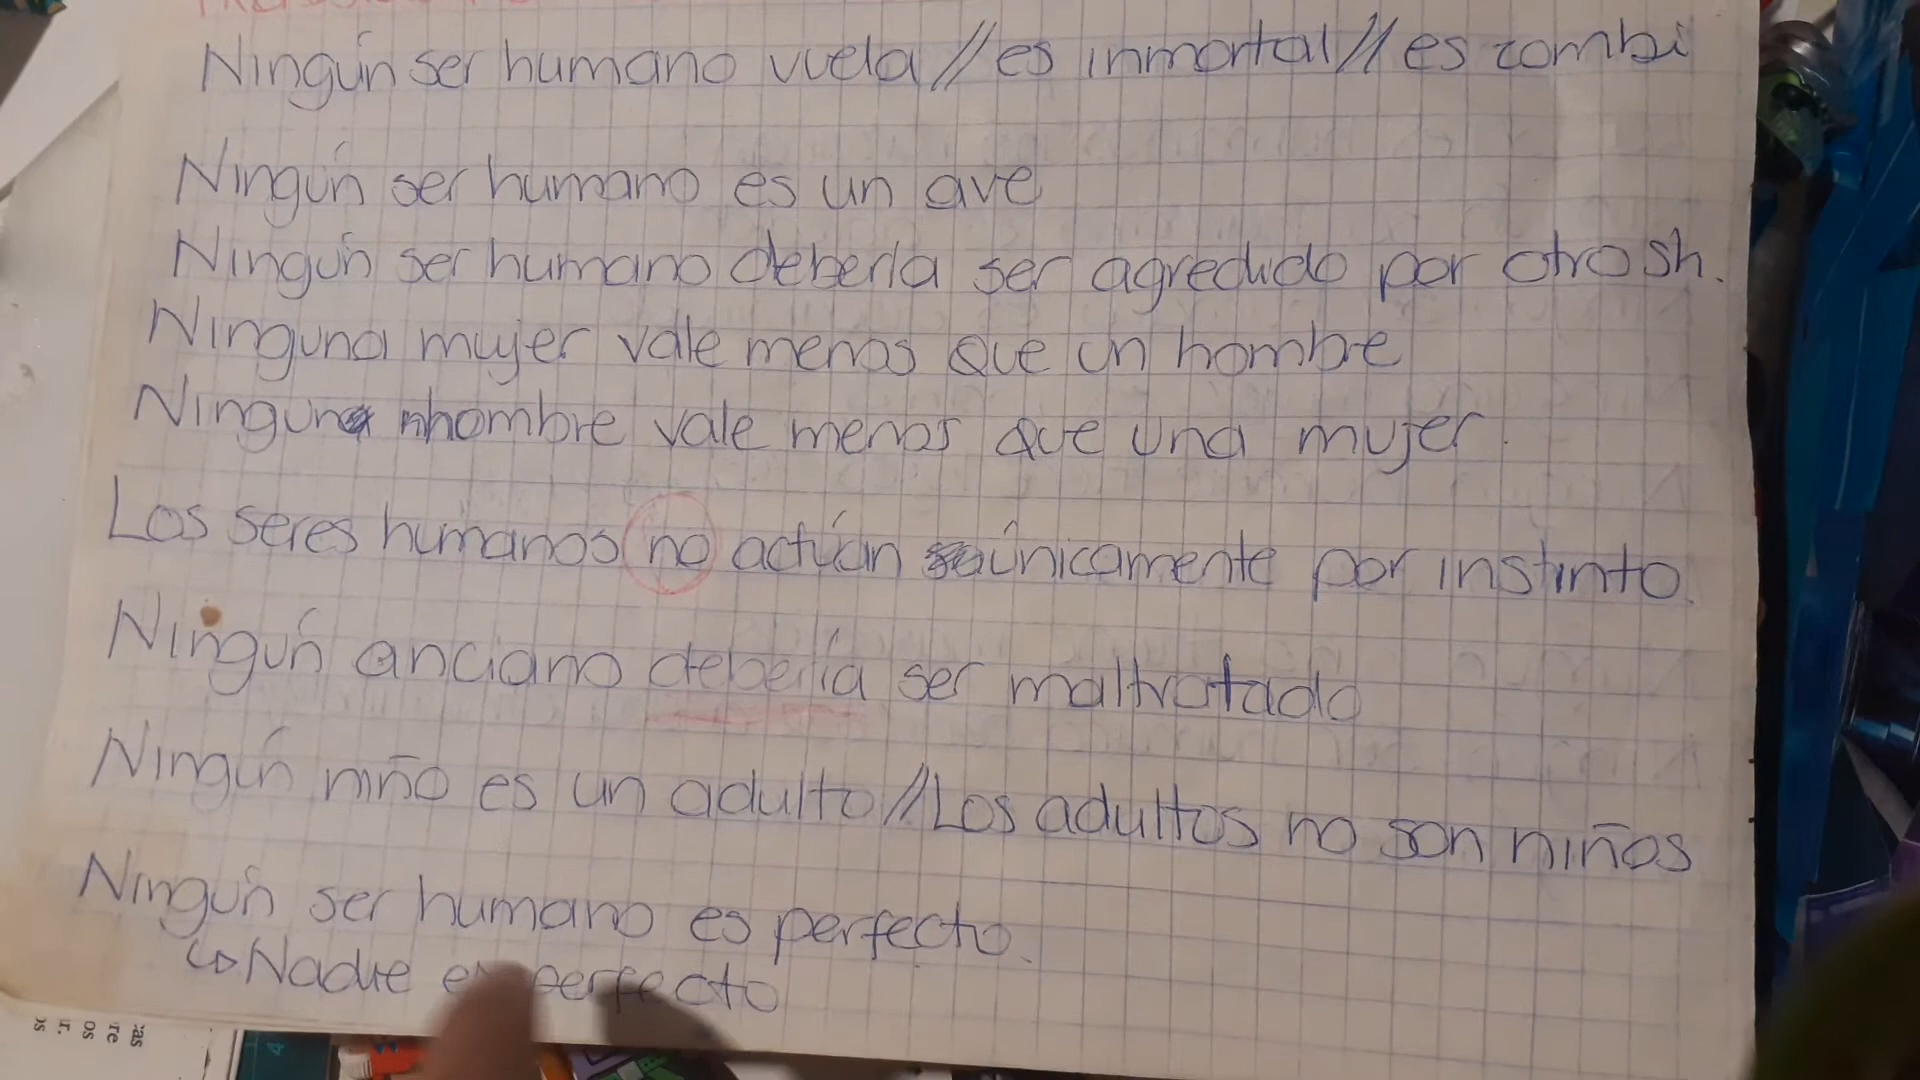 Ningún ser humano vuela // es inmortal // es zombi
Ningún ser humano es un ave
Ningún ser humano debería ser agredido por otro sh.
Ninguna mujer vale menos que un hombre
Ningun hombre vale menos que una mujer.
Los seres humanos no actúan únicamente por instinto.
Ningún anciano debería ser maltratado
Ningún niño es un adulto // Los adultos no son niños
Ningún ser humano es perfecto.
↳ Nadie es perfecto